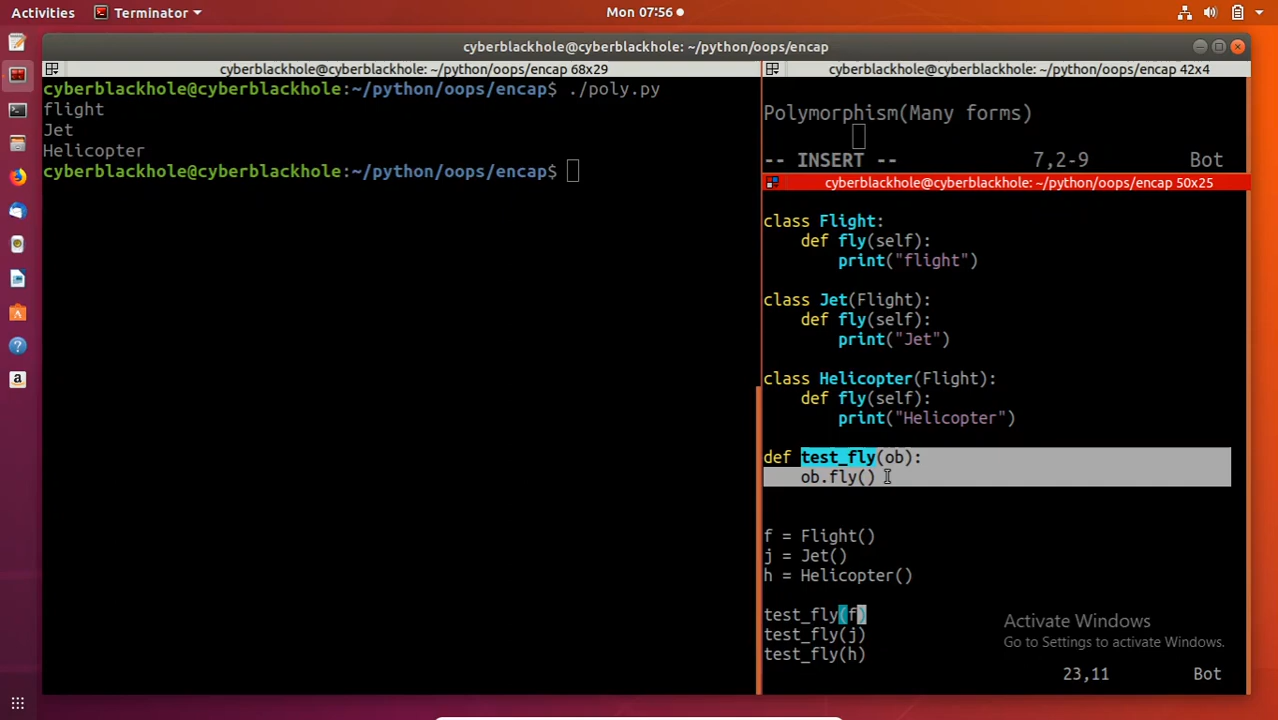 Activities
Terminator
Mon 07:56
cyberblackhole@cyberblackhole: ~/python/oops/encap
cyberblackhole@cyberblackhole: ~/python/oops/encap 68x29
cyberblackhole@cyberblackhole:~/python/oops/encap$ ./poly.py
flight
Jet
Helicopter
cyberblackhole@cyberblackhole:~/python/oops/encap$
cyberblackhole@cyberblackhole: ~/python/oops/encap 42x4
Polymorphism(Many forms)
-- INSERT -- 7,2-9 Bot
cyberblackhole@cyberblackhole: ~/python/oops/encap 50x25
class Flight:
    def fly(self):
        print("flight")
class Jet(Flight):
    def fly(self):
        print("Jet")
class Helicopter(Flight):
    def fly(self):
        print("Helicopter")
def test_fly(ob):
    ob.fly()
f = Flight()
j = Jet()
h = Helicopter()
test_fly(f)
test_fly(j)
test_fly(h)
Activate Windows
Go to Settings to activate Windows.
23,11 Bot